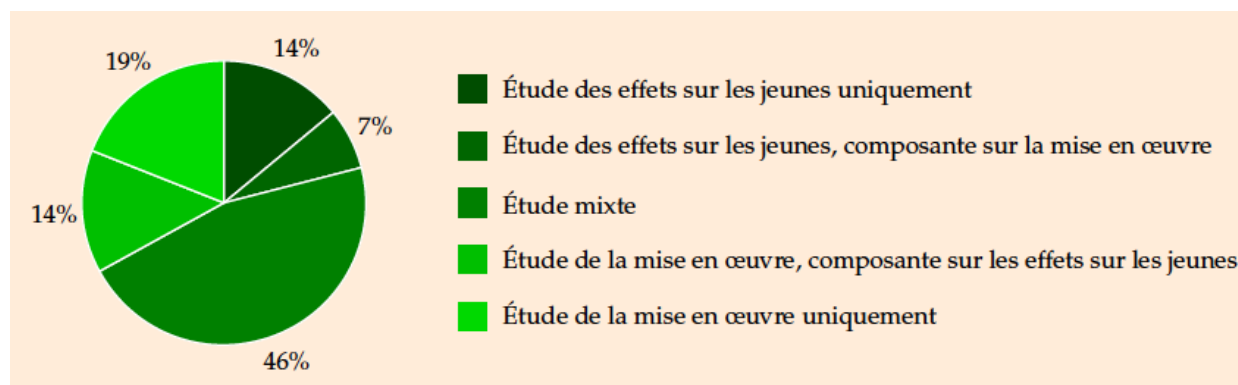 14%
7%
46%
14%
19%
Étude des effets sur les jeunes uniquement
Étude des effets sur les jeunes, composante sur la mise en œuvre
Étude mixte
Étude de la mise en œuvre, composante sur les effets sur les jeunes
Étude de la mise en œuvre uniquement